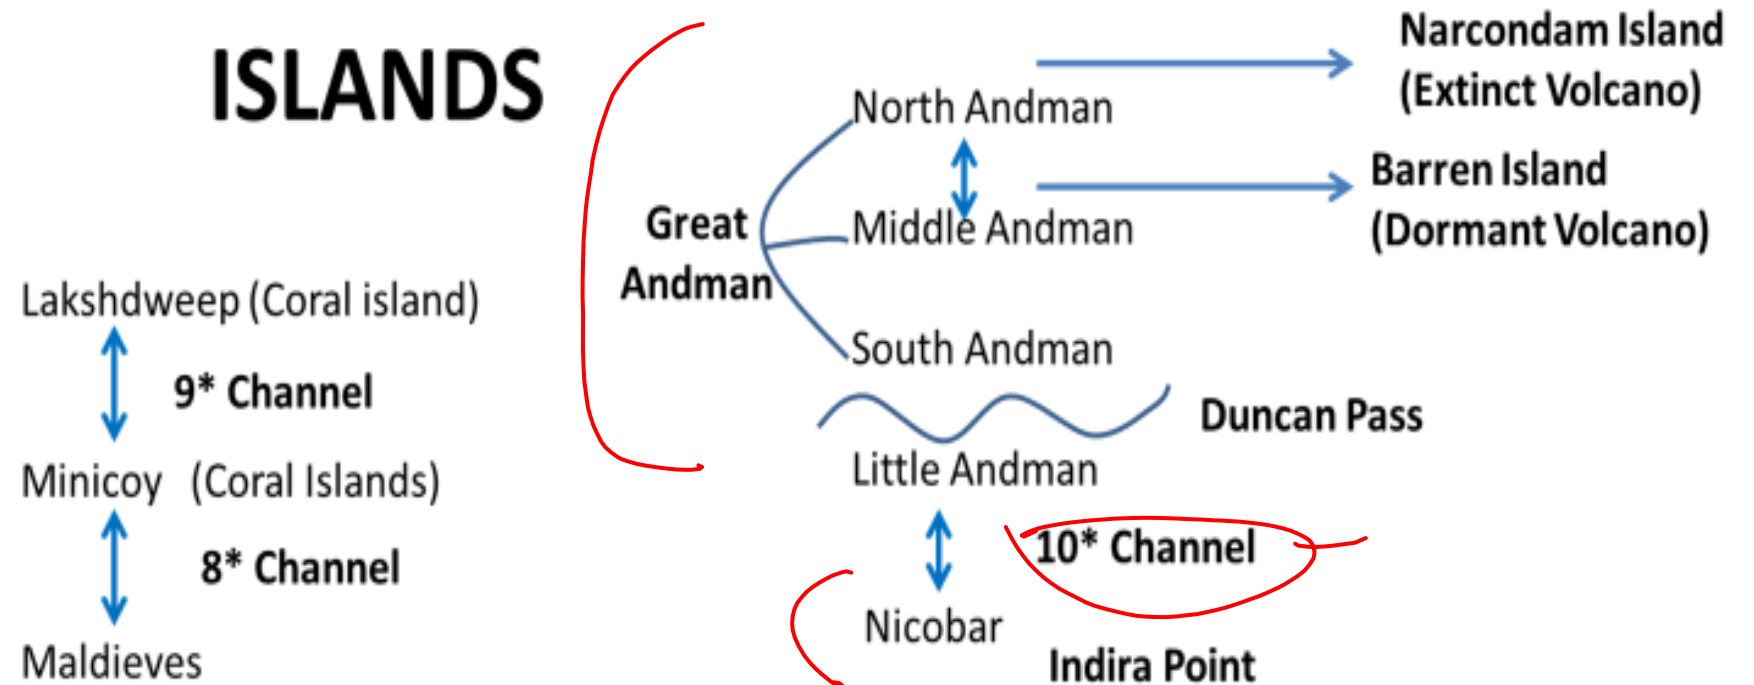 ISLANDS
Lakshdweep (Coral island)
9* Channel
Minicoy (Coral Islands)
8* Channel
Maldieves
Great
Andman
North Andman
Middle Andman
South Andman
Duncan Pass
Little Andman
10* Channel
Nicobar
Indira Point
Narcondam Island
(Extinct Volcano)
Barren Island
(Dormant Volcano)